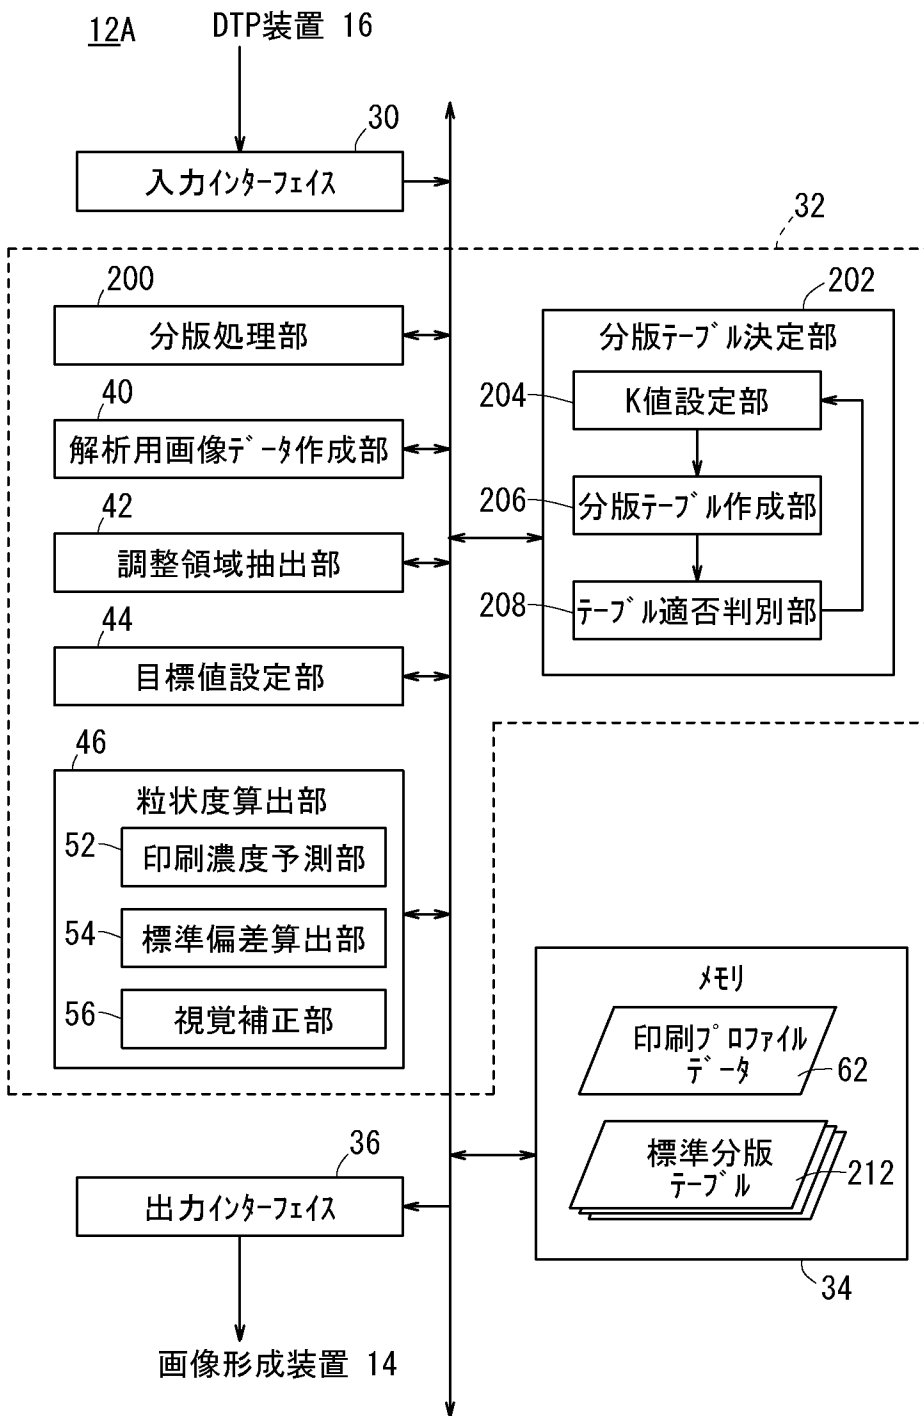 12A
DTP装置 16
30
入力ｲﾝﾀｰﾌｪｲｽ
32
200
分版処理部
40
解析用画像ﾃﾞｰﾀ作成部
42
調整領域抽出部
44
目標値設定部
46
粒状度算出部
52
印刷濃度予測部
54
標準偏差算出部
56
視覚補正部
202
分版ﾃｰﾌﾞﾙ決定部
204
K値設定部
206
分版ﾃｰﾌﾞﾙ作成部
208
ﾃｰﾌﾞﾙ適否判別部
ﾒﾓﾘ
印刷ﾌﾟﾛﾌｧｲﾙ
ﾃﾞｰﾀ
62
標準分版
ﾃｰﾌﾞﾙ
212
34
36
出力ｲﾝﾀｰﾌｪｲｽ
画像形成装置 14